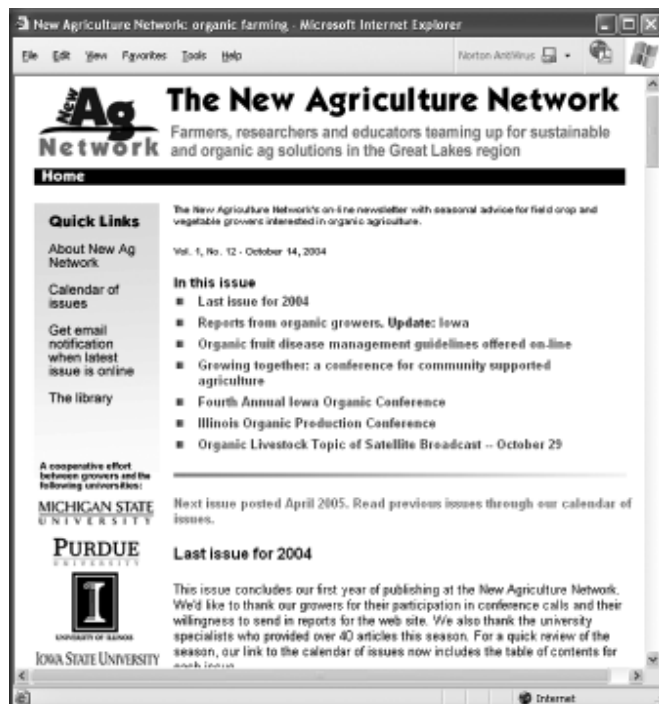 New Agriculture Network: organic farming - Microsoft Internet Explorer
File Edit View Favorites Tools Help
Norton AntiVirus
New Ag
Network
The New Agriculture Network
Farmers, researchers and educators teaming up for sustainable
and organic ag solutions in the Great Lakes region
Home
Quick Links
About New Ag
Network
Calendar of
issues
Get email
notification
when latest
issue is online
The library
A cooperative effort
between growers and the
following universities:
MICHIGAN STATE
UNIVERSITY
PURDUE
UNIVERSITY
I
UNIVERSITY OF ILLINOIS
IOWA STATE UNIVERSITY
The New Agriculture Network's on-line newsletter with seasonal advice for field crop and
vegetable growers interested in organic agriculture.
Vol. 1, No. 12 - October 14, 2004
In this issue
Last issue for 2004
Reports from organic growers. Update: Iowa
Organic fruit disease management guidelines offered on-line
Growing together: a conference for community supported
agriculture
Fourth Annual Iowa Organic Conference
Illinois Organic Production Conference
Organic Livestock Topic of Satellite Broadcast -- October 29
Next issue posted April 2005. Read previous issues through our calendar of
issues.
Last issue for 2004
This issue concludes our first year of publishing at the New Agriculture Network.
We'd like to thank our growers for their participation in conference calls and their
willingness to send in reports for the web site. We also thank the university
specialists who provided over 40 articles this season. For a quick review of the
season, our link to the calendar of issues now includes the table of contents for
each issue.
Internet